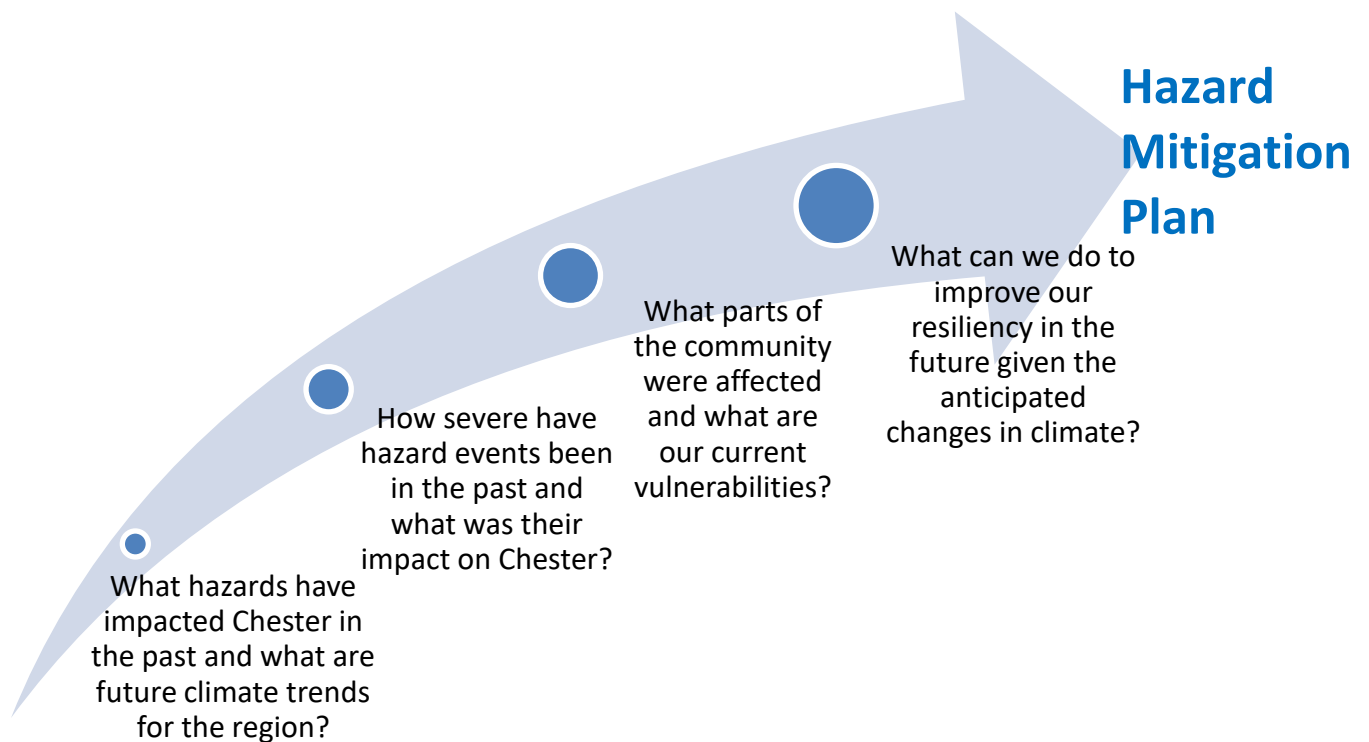 Hazard
Mitigation
Plan
What can we do to
improve our
resiliency in the
future given the
anticipated
changes in climate?
What parts of
the community
were affected
and what are
our current
vulnerabilities?
How severe have
hazard events been
in the past and
what was their
impact on Chester?
What hazards have
impacted Chester in
the past and what are
future climate trends
for the region?